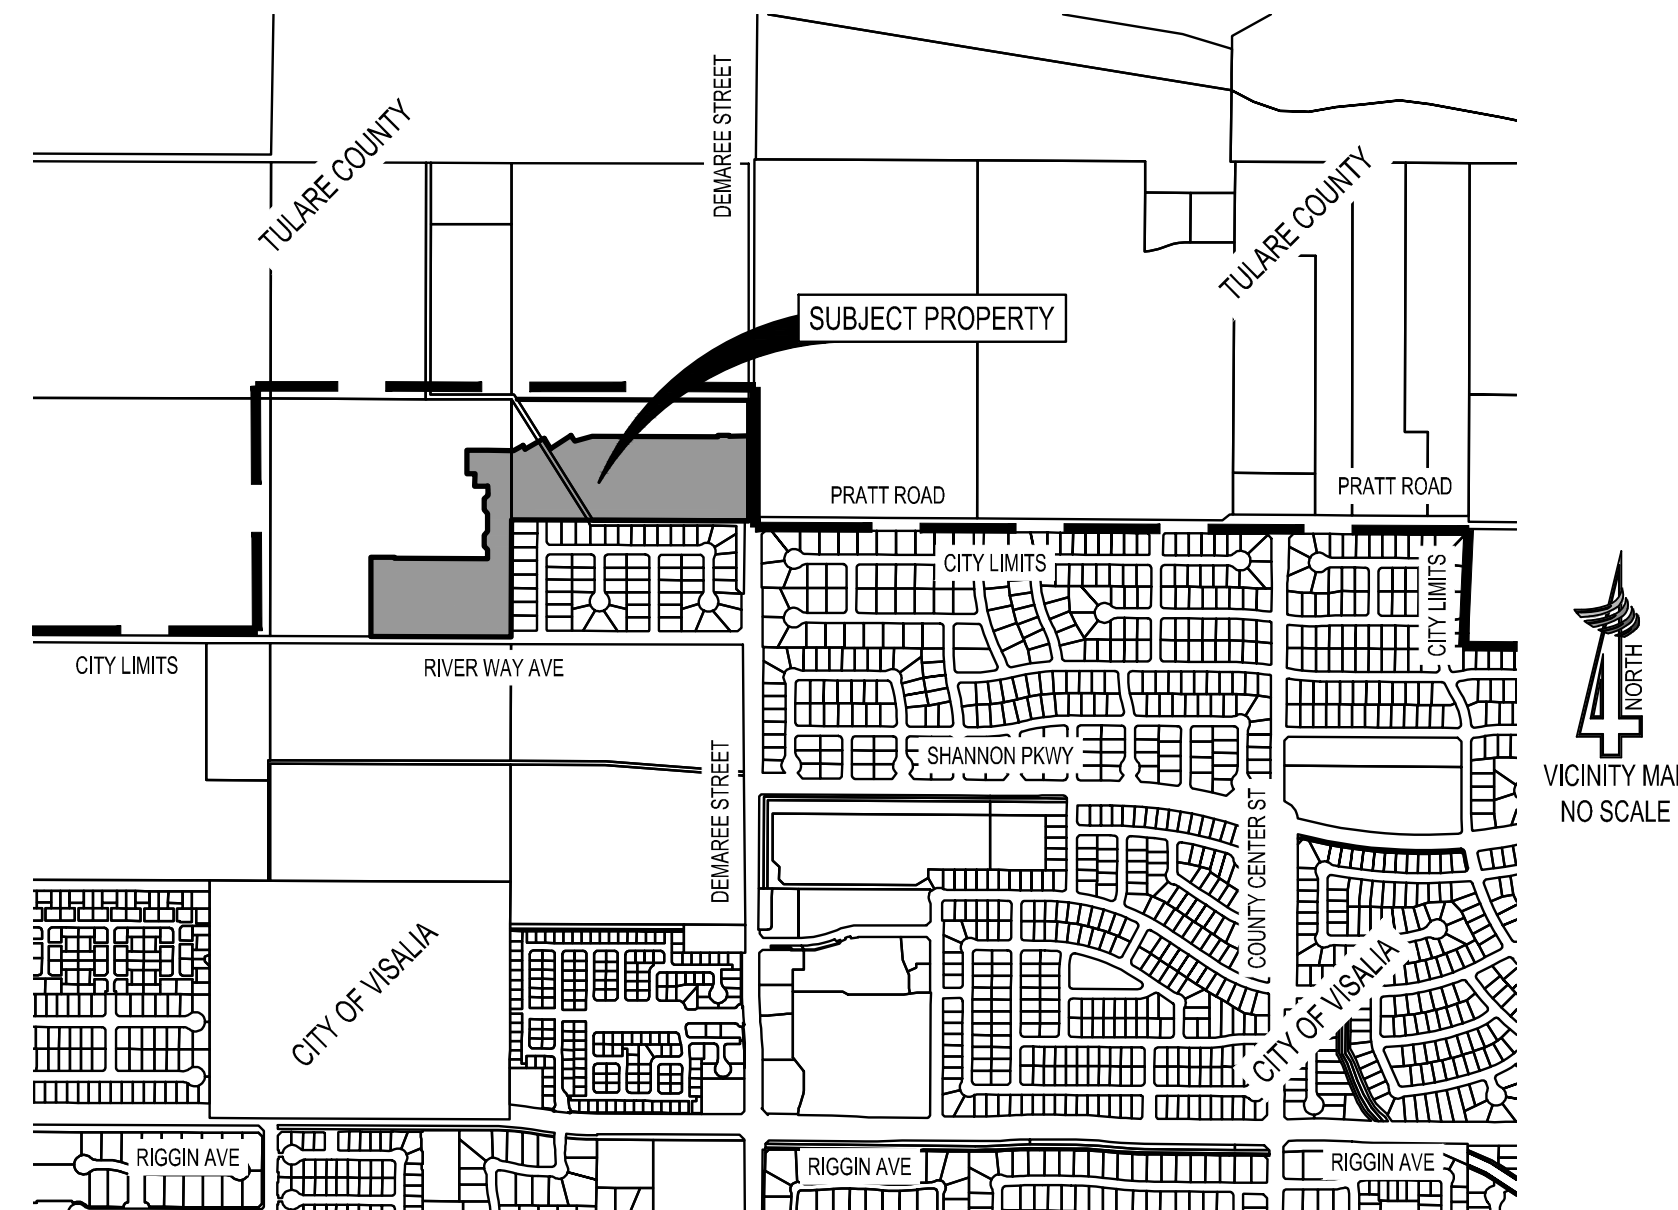 DEMAREE STREET
TULARE COUNTY
TULARE COUNTY
SUBJECT PROPERTY
PRATT ROAD
PRATT ROAD
CITY LIMITS
CITY LIMITS
CITY LIMITS
RIVER WAY AVE
NORTH
SHANNON PKWY
VICINITY MA
NO SCALE
DEMAREE STREET
COUNTY CENTER ST
CITY OF VISALIA
CITY OF VISALIA
RIGGIN AVE
RIGGIN AVE
RIGGIN AVE